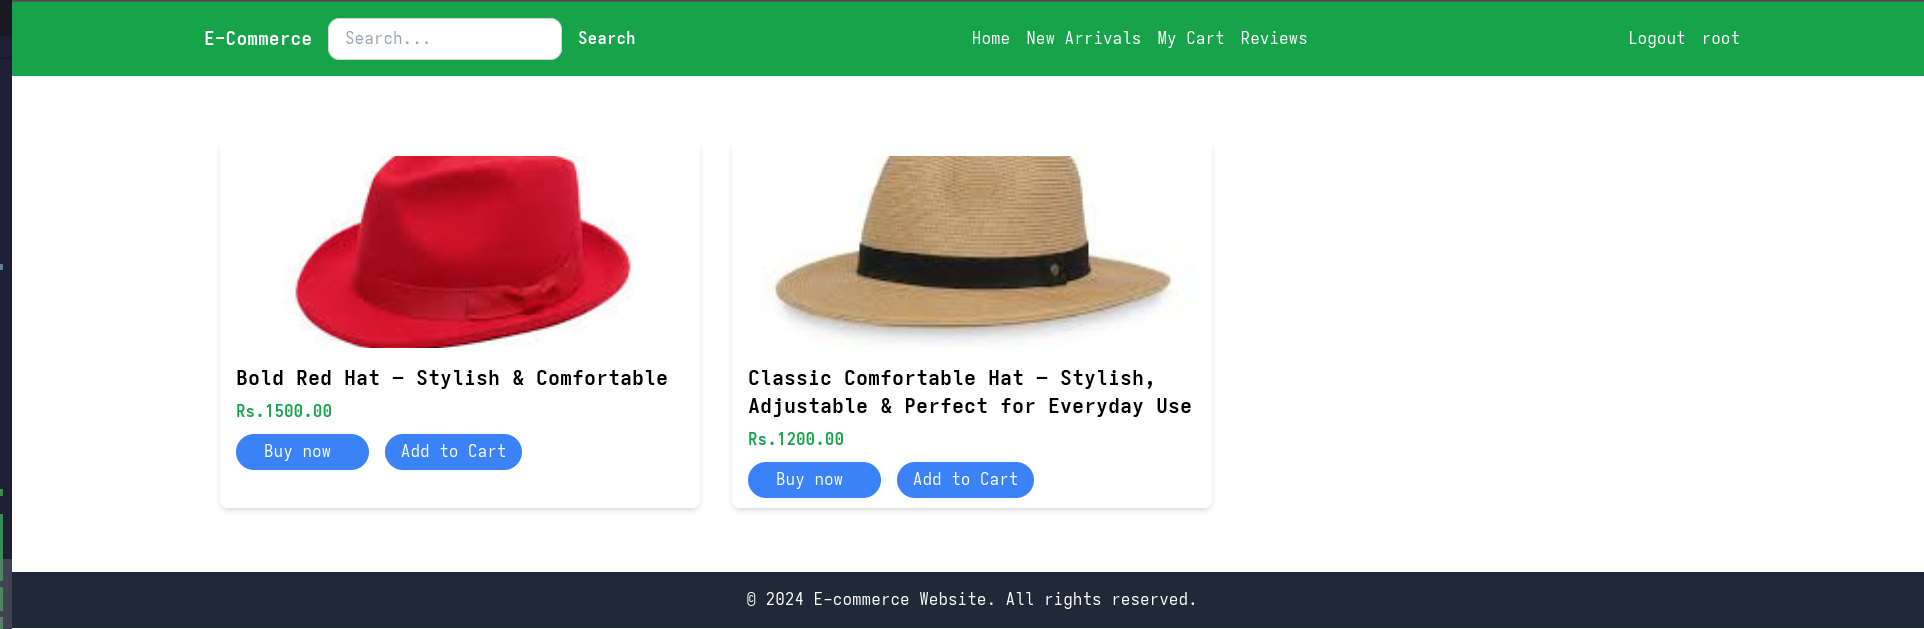 E-Commerce Search... Search Home New Arrivals My Cart Reviews Logout root
Bold Red Hat – Stylish & Comfortable
Rs.1500.00
Buy now Add to Cart
Classic Comfortable Hat – Stylish,
Adjustable & Perfect for Everyday Use
Rs.1200.00
Buy now Add to Cart
© 2024 E-commerce Website. All rights reserved.